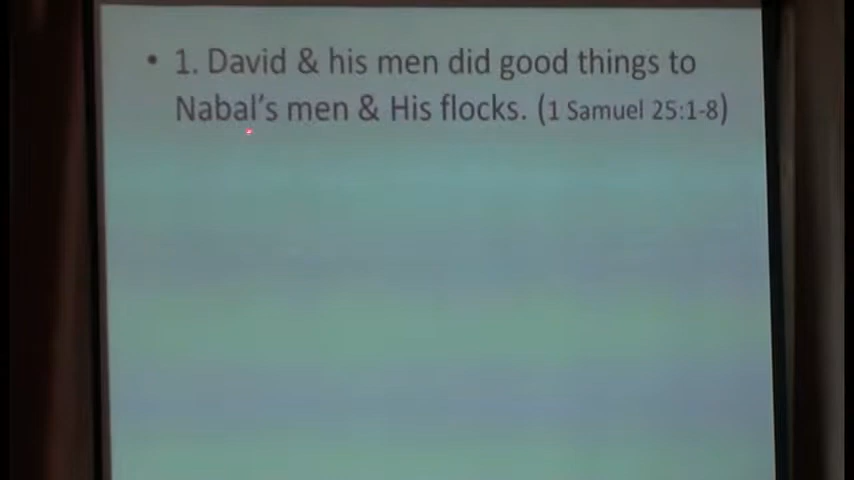 • 1. David & his men did good things to
Nabal's men & His flocks. (1 Samuel 25:1-8)